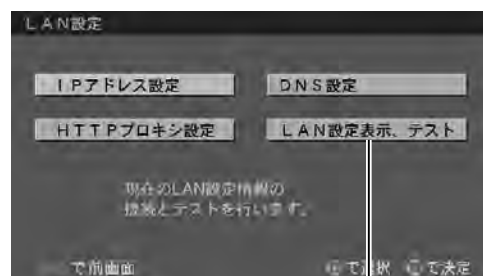 LAN設定
IPアドレス設定
DNS設定
HTTPプロキシ設定
LAN設定表示、テスト
現在のLAN設定情報の
とテストを行います。
で前画面
で選択
で決定